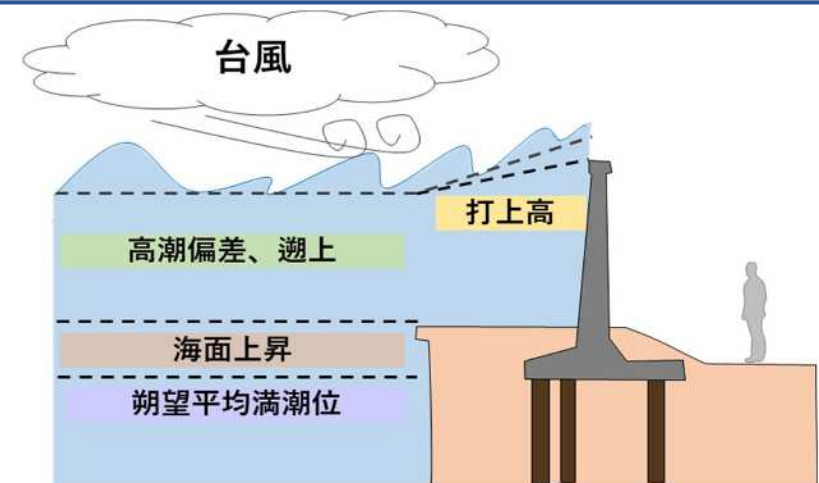 台風
打上高
高潮偏差、遡上
海面上昇
朔望平均満潮位